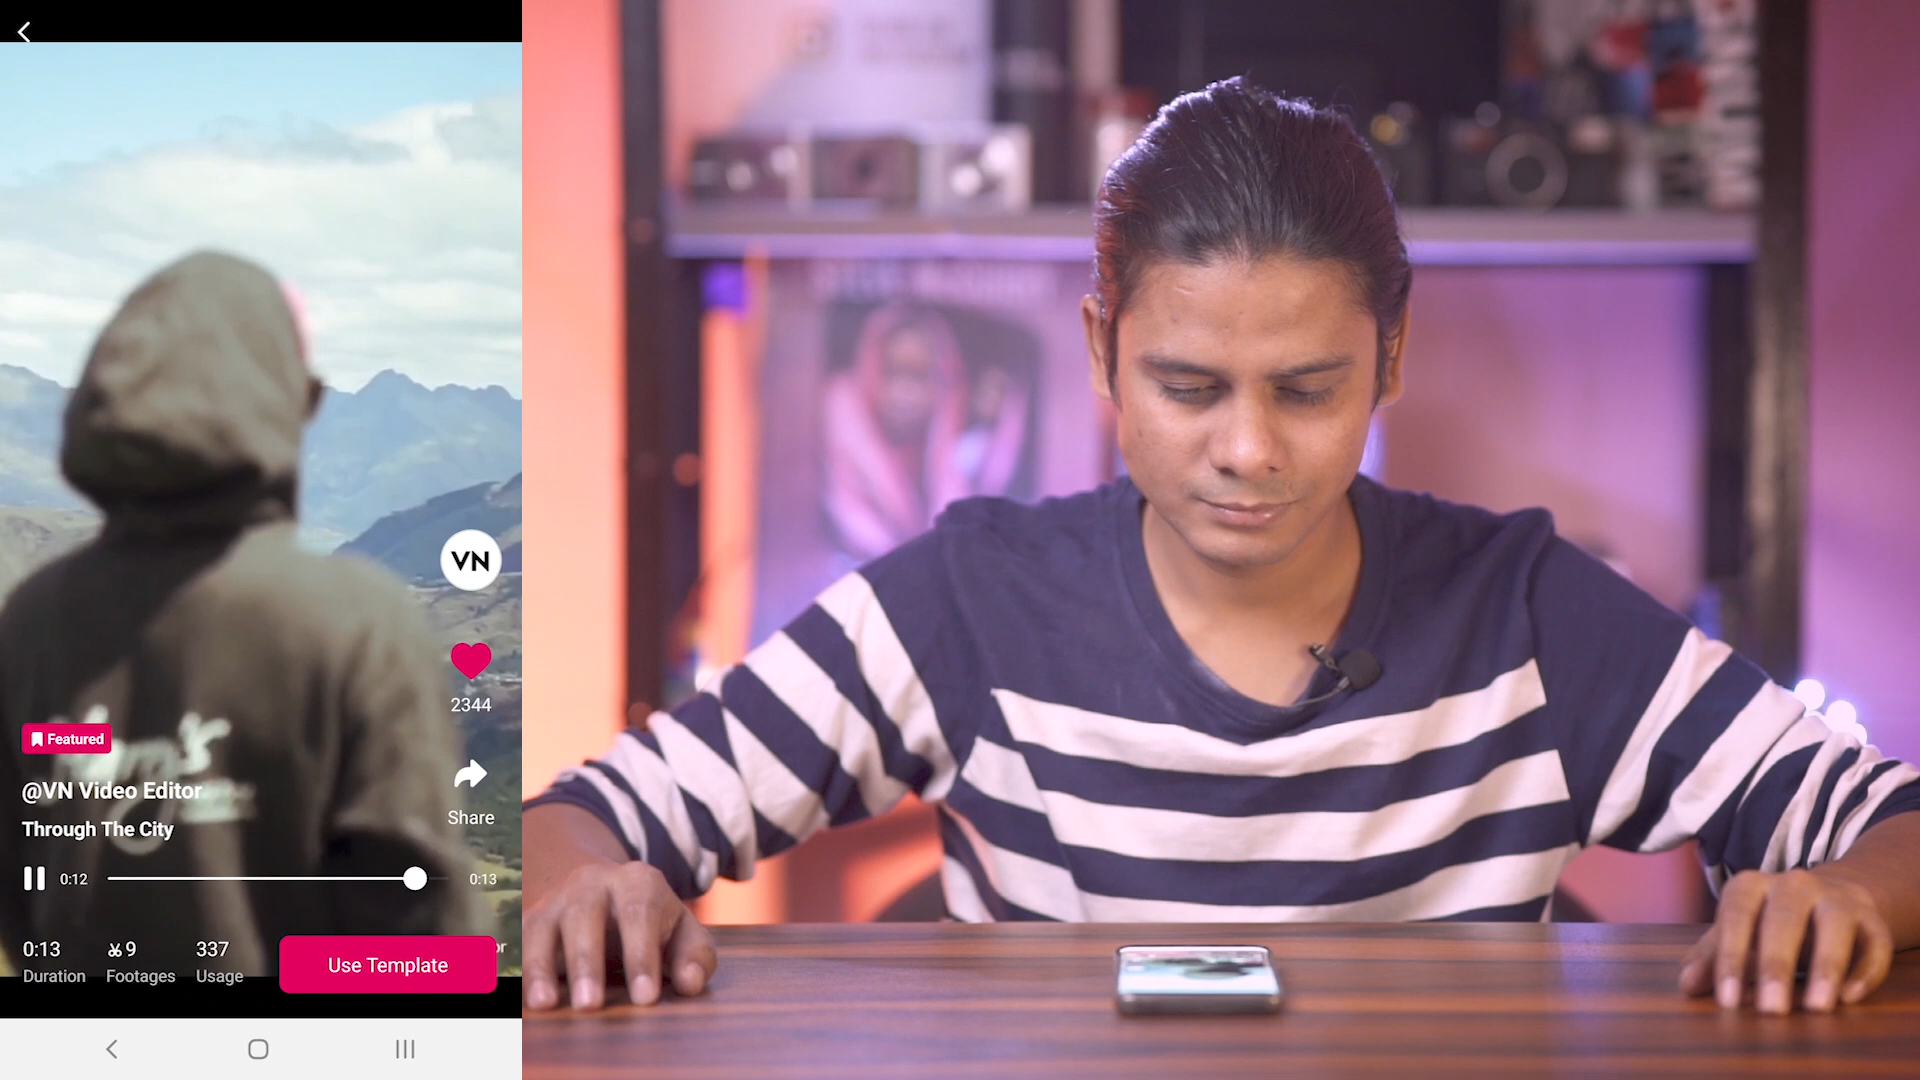 VN
2344
Featured
@VN Video Editor
Through The City
Share
0:12
0:13
0:13
9
337
Duration
Footages
Usage
Use Template